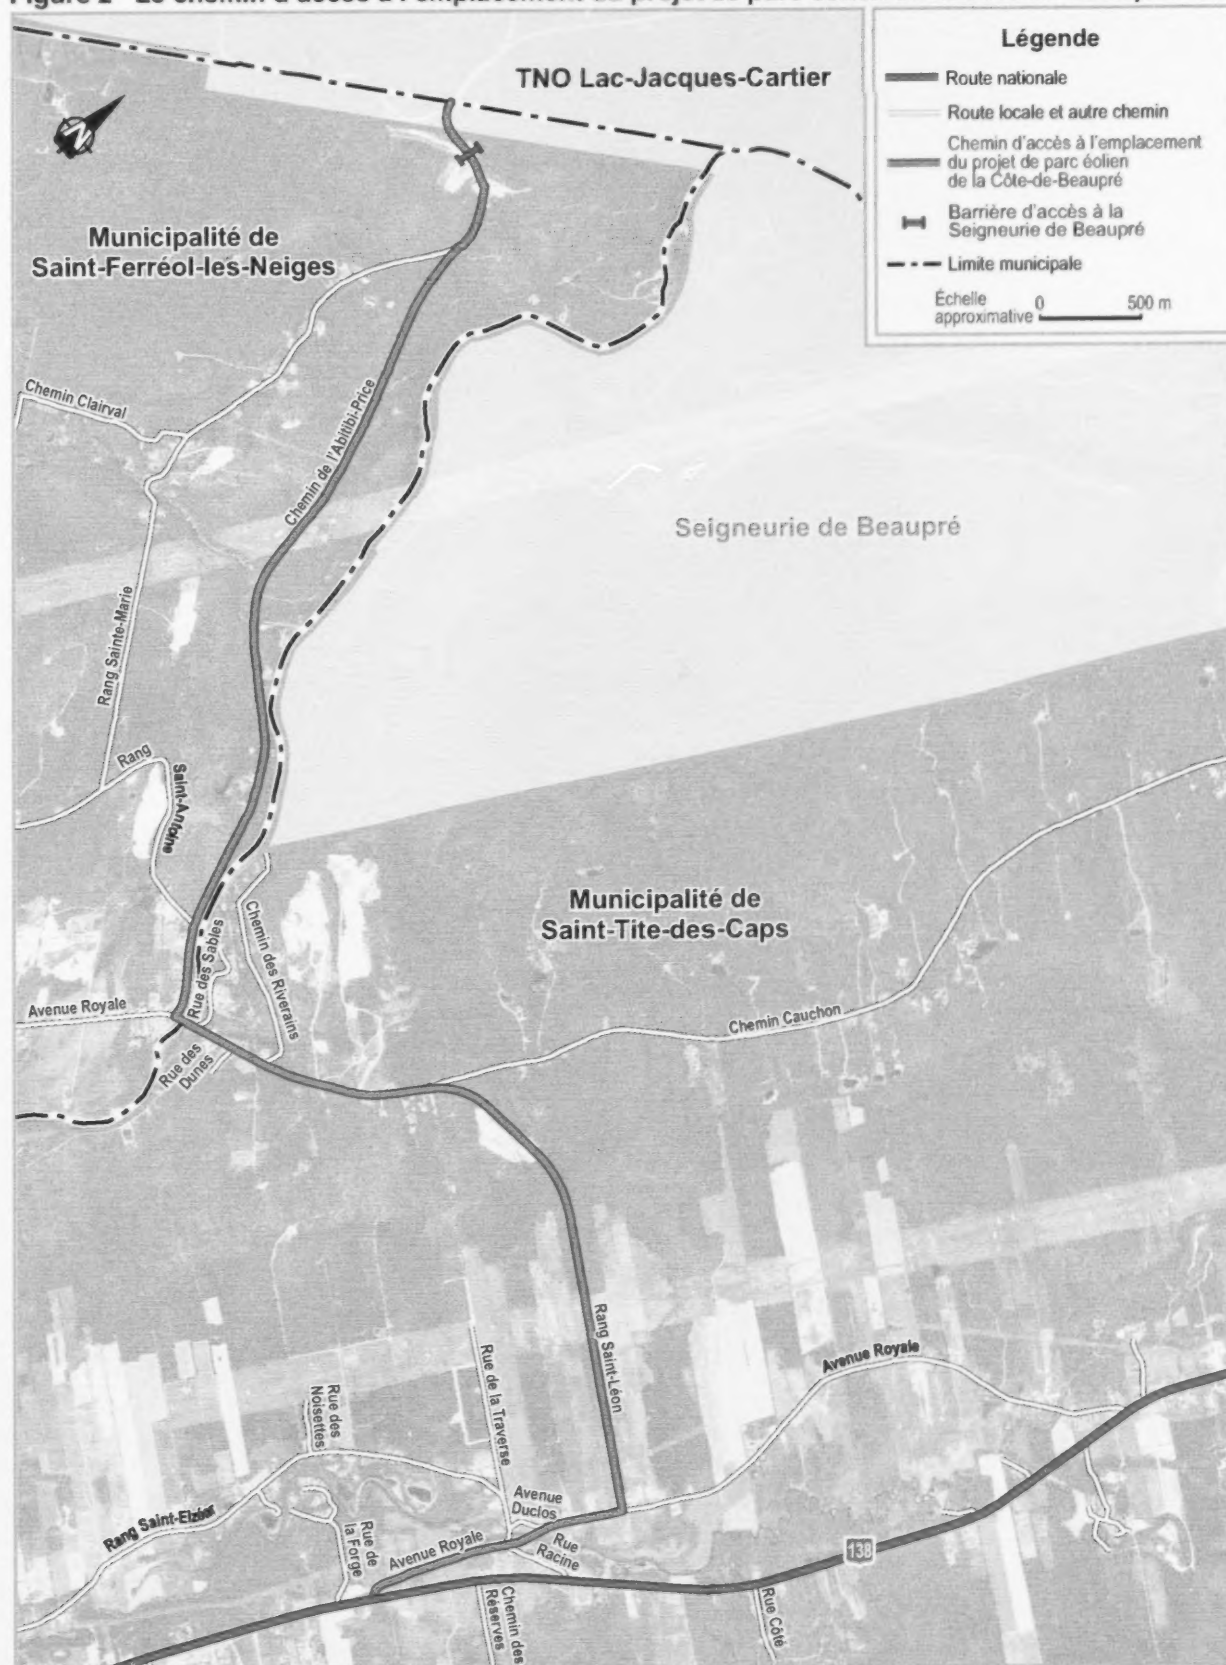 TNO Lac-Jacques-Cartier
Légende
Route nationale
Route locale et autre chemin
Chemin d'accès à l'emplacement
du projet de parc éolien
de la Côte-de-Beaupré
Barrière d'accès à la
Seigneurie de Beaupré
Limite municipale
Échelle
approximative
0
500 m
N
Municipalité de
Saint-Ferréol-les-Neiges
Chemin Clairval
Chemin de l'Abitibi-Price
Seigneurie de Beaupré
Rang Sainte-Marie
Rang
Saint-Antoine
Municipalité de
Saint-Tite-des-Caps
Rue des Sables
Chemin des Riverains
Avenue Royale
Chemin Cauchon
Rue des
Dunes
Rang Saint-Léon
Avenue Royale
Rue de la Traverse
Rue des
Noisettes
Avenue
Duclos
Rang Saint-Elzéar
Rue de
la Forge
Avenue Royale
Rue
Racine
138
Chemin des
Réserves
Rue Côté